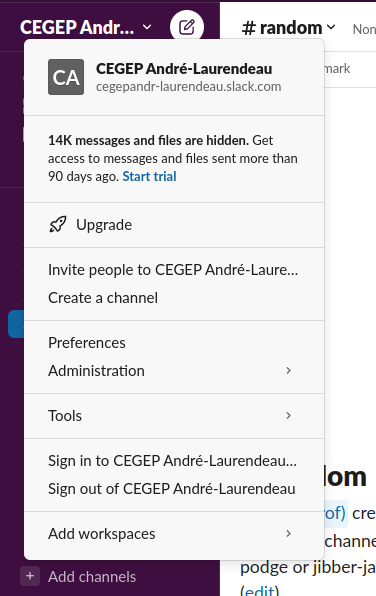 CEGEP Andr...
# random
Non
mark
CA
CEGEP André-Laurendeau
cegepandr-laurendeau.slack.com
14K messages and files are hidden. Get
access to messages and files sent more than
90 days ago. Start trial
Upgrade
Invite people to CEGEP André-Laure...
Create a channel
Preferences
Administration
Tools
Sign in to CEGEP André-Laurendeau...
Sign out of CEGEP André-Laurendeau
Add workspaces
+ Add channels
dom
rof) cre
channe
podge or jibber-ja
(edit)